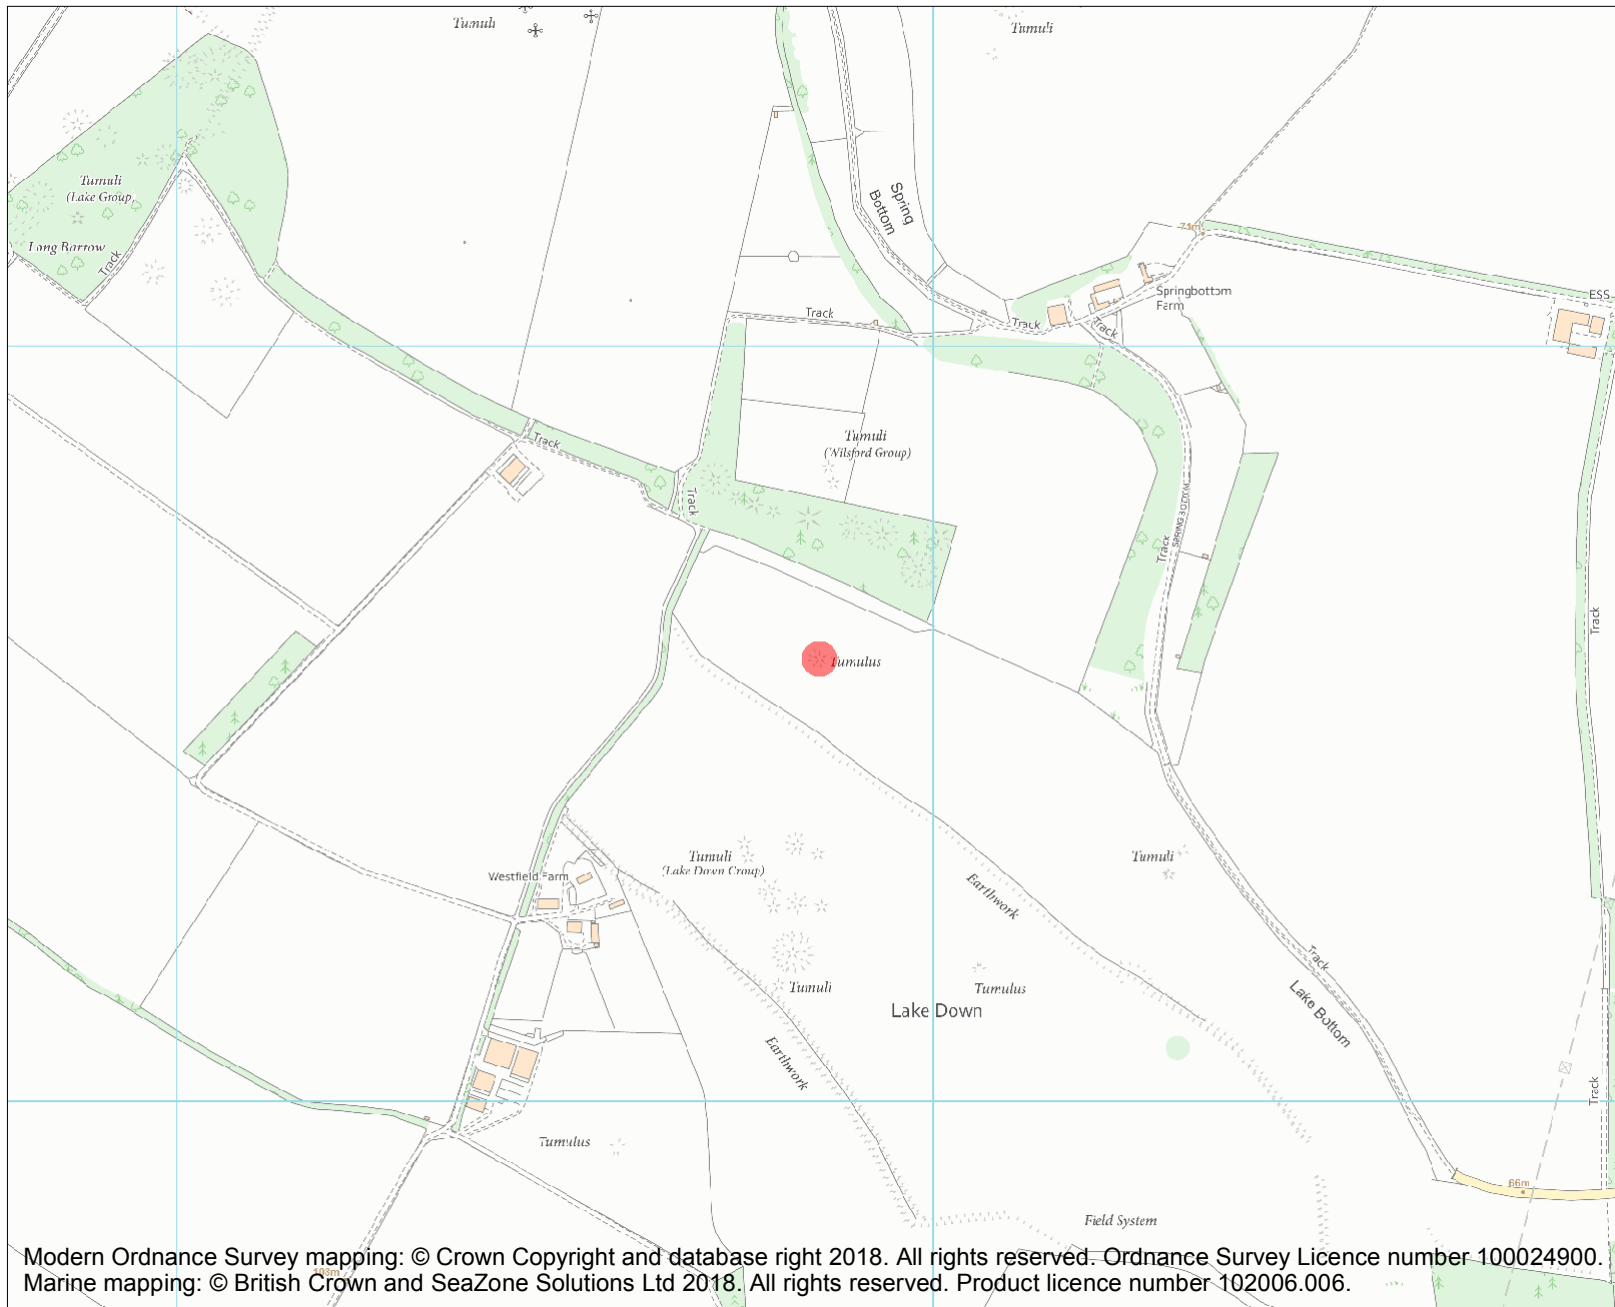 Tumuli
Tumuli
Tumuli
(Lake Group)
Long Barrow
Track
Spring
Bottom
71m
Springbottom
Farm
ESS
Track
Track
Track
Track
Tumuli
(Wilsford Group)
Track
Track
Track
Tumulus
Tumuli
(Lake Down Group)
Westfield Farm
Tumuli
Earthwork
Tumuli
Tumulus
Lake Down
Track
Lake Bottom
Earthwork
Track
Tumulus
66m
Field System
108m
Modern Ordnance Survey mapping: © Crown Copyright and database right 2018. All rights reserved. Ordnance Survey Licence number 100024900.
Marine mapping: © British Crown and SeaZone Solutions Ltd 2018. All rights reserved. Product licence number 102006.006.